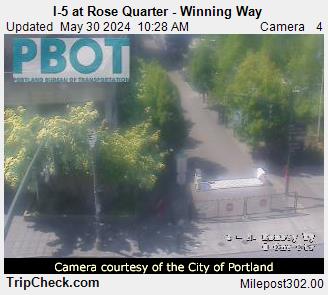 I-5 at Rose Quarter - Winning Way
Updated May 30 2024 10:28 AM Camera 4
PBOT
PORTLAND BUREAU OF TRANSPORTATION
Camera courtesy of the City of Portland
TripCheck.com Milepost302.00